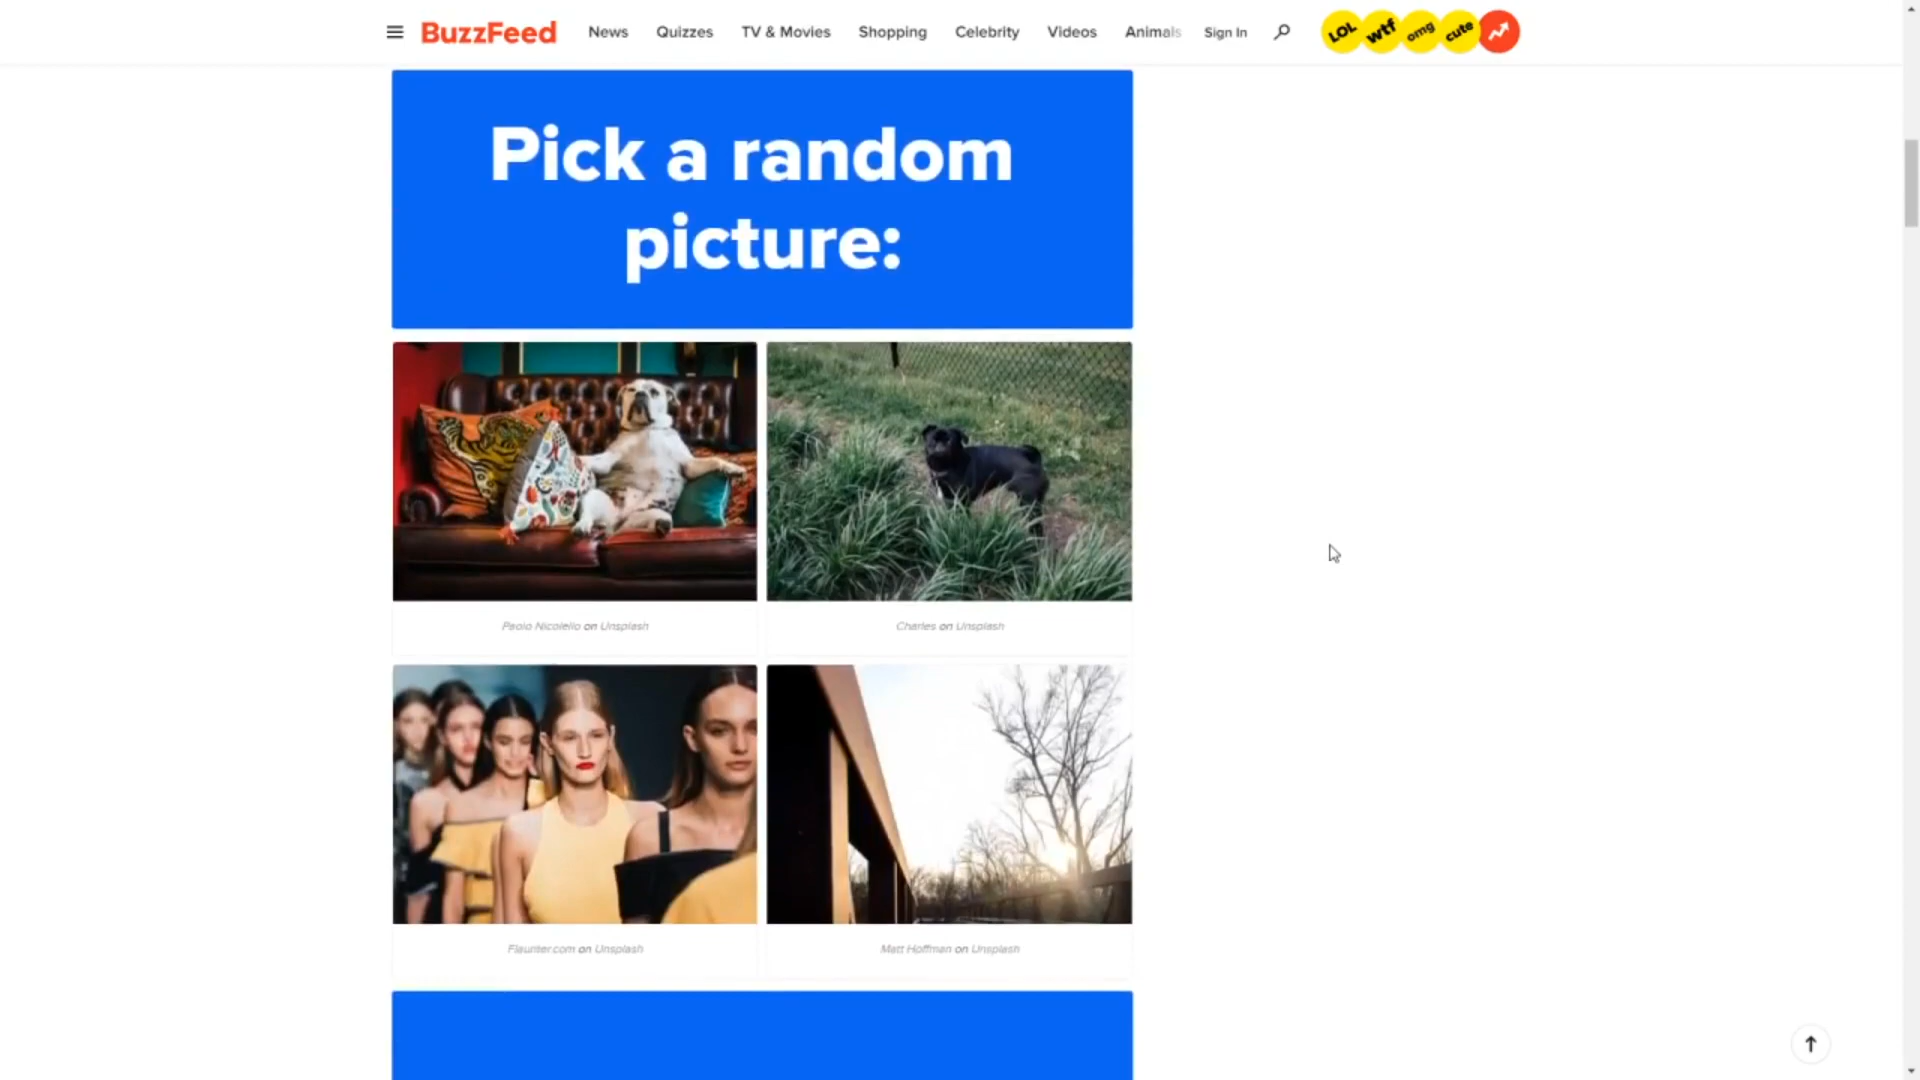 BuzzFeed News Quizzes TV & Movies Shopping Celebrity Videos Animals Sign In LOL wtf omg cute
Pick a random
picture:
Paolo Nicolello on Unsplash
Charles on Unsplash
Flaunter.com on Unsplash
Matt Hoffman on Unsplash